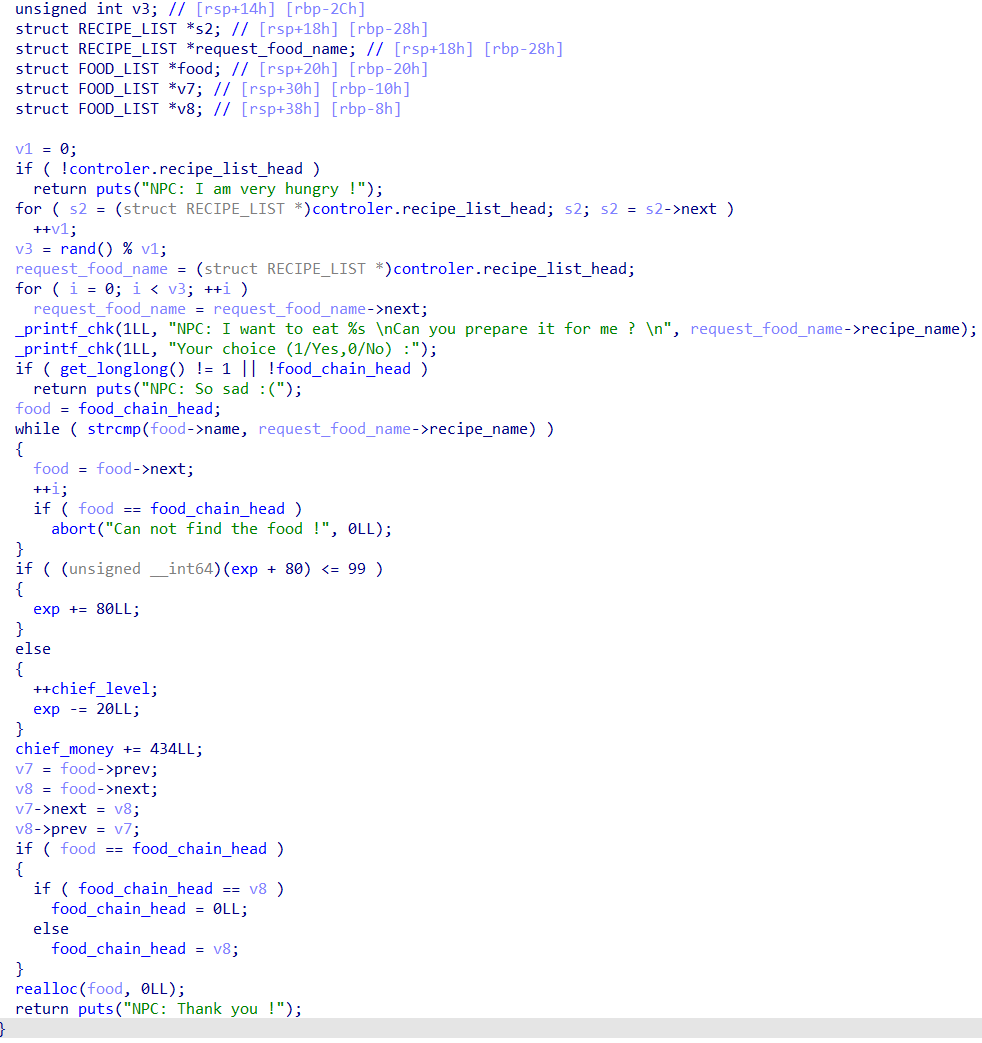 unsigned int v3; // [rsp+14h] [rbp-2Ch]
struct RECIPE_LIST *s2; // [rsp+18h] [rbp-28h]
struct RECIPE_LIST *request_food_name; // [rsp+18h] [rbp-28h]
struct FOOD_LIST *food; // [rsp+20h] [rbp-20h]
struct FOOD_LIST *v7; // [rsp+30h] [rbp-10h]
struct FOOD_LIST *v8; // [rsp+38h] [rbp-8h]

v1 = 0;
if ( !controler.recipe_list_head )
  return puts("NPC: I am very hungry !");
for ( s2 = (struct RECIPE_LIST *)controler.recipe_list_head; s2; s2 = s2->next )
  ++v1;
v3 = rand() % v1;
request_food_name = (struct RECIPE_LIST *)controler.recipe_list_head;
for ( i = 0; i < v3; ++i )
  request_food_name = request_food_name->next;
_printf_chk(1LL, "NPC: I want to eat %s \nCan you prepare it for me ? \n", request_food_name->recipe_name);
_printf_chk(1LL, "Your choice (1/Yes,0/No) :");
if ( get_longlong() != 1 || !food_chain_head )
  return puts("NPC: So sad :(");
food = food_chain_head;
while ( strcmp(food->name, request_food_name->recipe_name) )
{
  food = food->next;
  ++i;
  if ( food == food_chain_head )
    abort("Can not find the food !", 0LL);
}
if ( (unsigned __int64)(exp + 80) <= 99 )
{
  exp += 80LL;
}
else
{
  ++chief_level;
  exp -= 20LL;
}
chief_money += 434LL;
v7 = food->prev;
v8 = food->next;
v7->next = v8;
v8->prev = v7;
if ( food == food_chain_head )
{
  if ( food_chain_head == v8 )
    food_chain_head = 0LL;
  else
    food_chain_head = v8;
}
realloc(food, 0LL);
return puts("NPC: Thank you !");
}